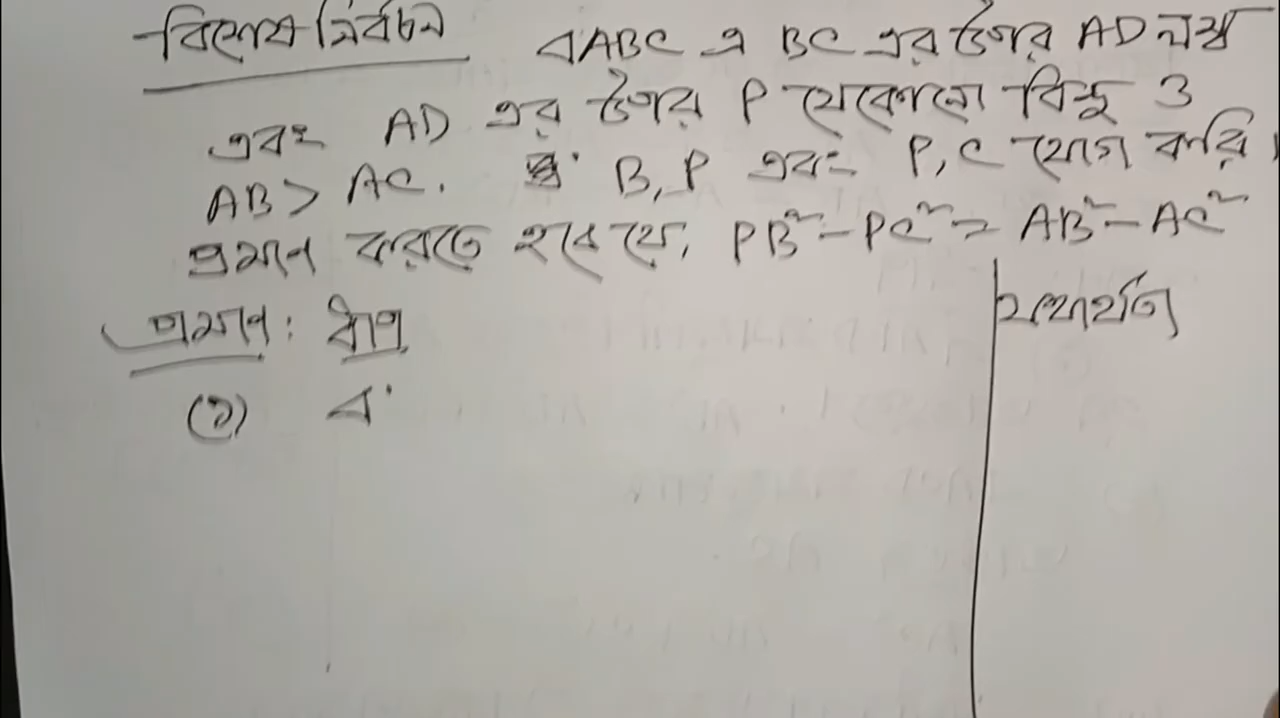 বিশেষ নির্বচন △ABC এ BC এর উপর AD লম্ব
এবং AD এর উপর P যেকোনো বিন্দু ও
AB > AC. B, P এবং P, C যোগ করি।
প্রমাণ করতে হবে যে, PB² - PC² = AB² - AC²
প্রমাণ: ধাপ যথার্থতা
(১) △